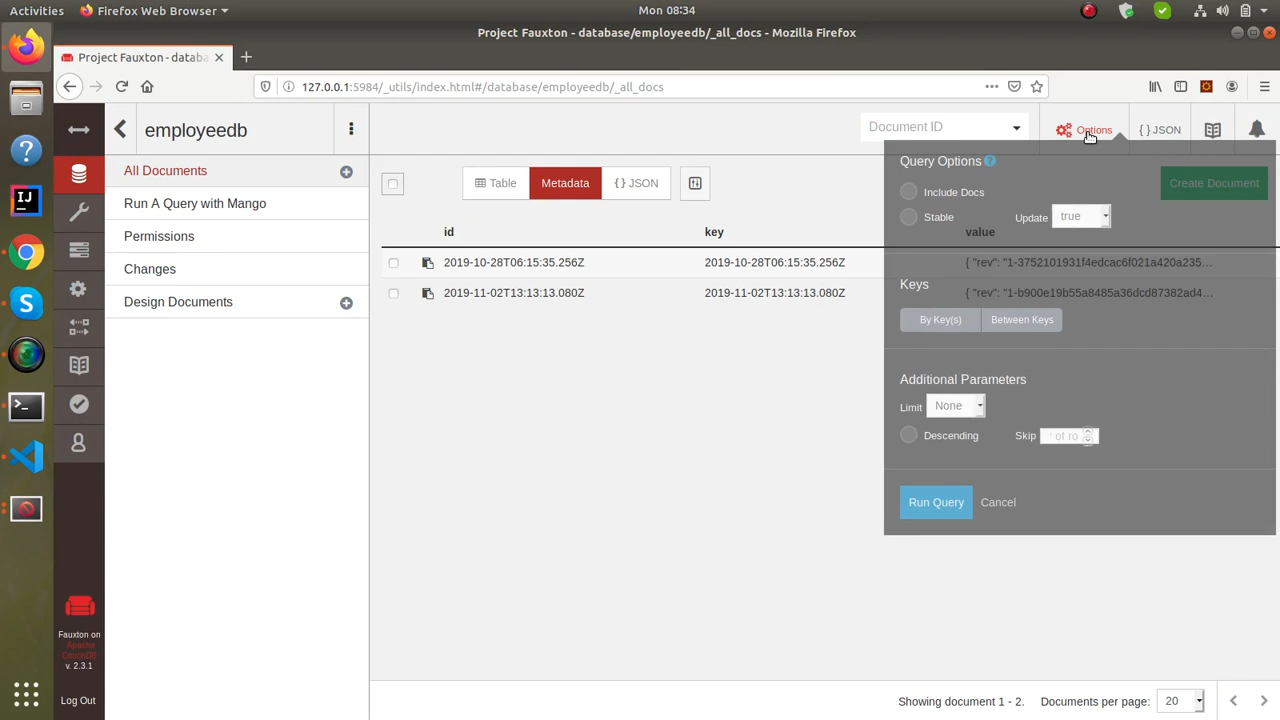 Activities
Firefox Web Browser
Mon 08:34
Project Fauxton - database/employeedb/_all_docs - Mozilla Firefox
Project Fauxton - databa
127.0.0.1:5984/_utils/index.html#/database/employeedb/_all_docs
employeedb
Document ID
Options
{ } JSON
All Documents
Run A Query with Mango
Permissions
Changes
Design Documents
Table
Metadata
{ } JSON
Query Options
Create Document
Include Docs
Stable
Update
true
id
key
value
2019-10-28T06:15:35.256Z
2019-10-28T06:15:35.256Z
{ "rev": "1-3752101931f4edcac6f021a420a235...
2019-11-02T13:13:13.080Z
2019-11-02T13:13:13.080Z
{ "rev": "1-b900e19b55a8485a36dcd87382ad4...
Keys
By Key(s)
Between Keys
Additional Parameters
Limit
None
Descending
Skip
of ro
Run Query
Cancel
Fauxton on
Apache
CouchDB
v. 2.3.1
Log Out
Showing document 1 - 2.
Documents per page:
20